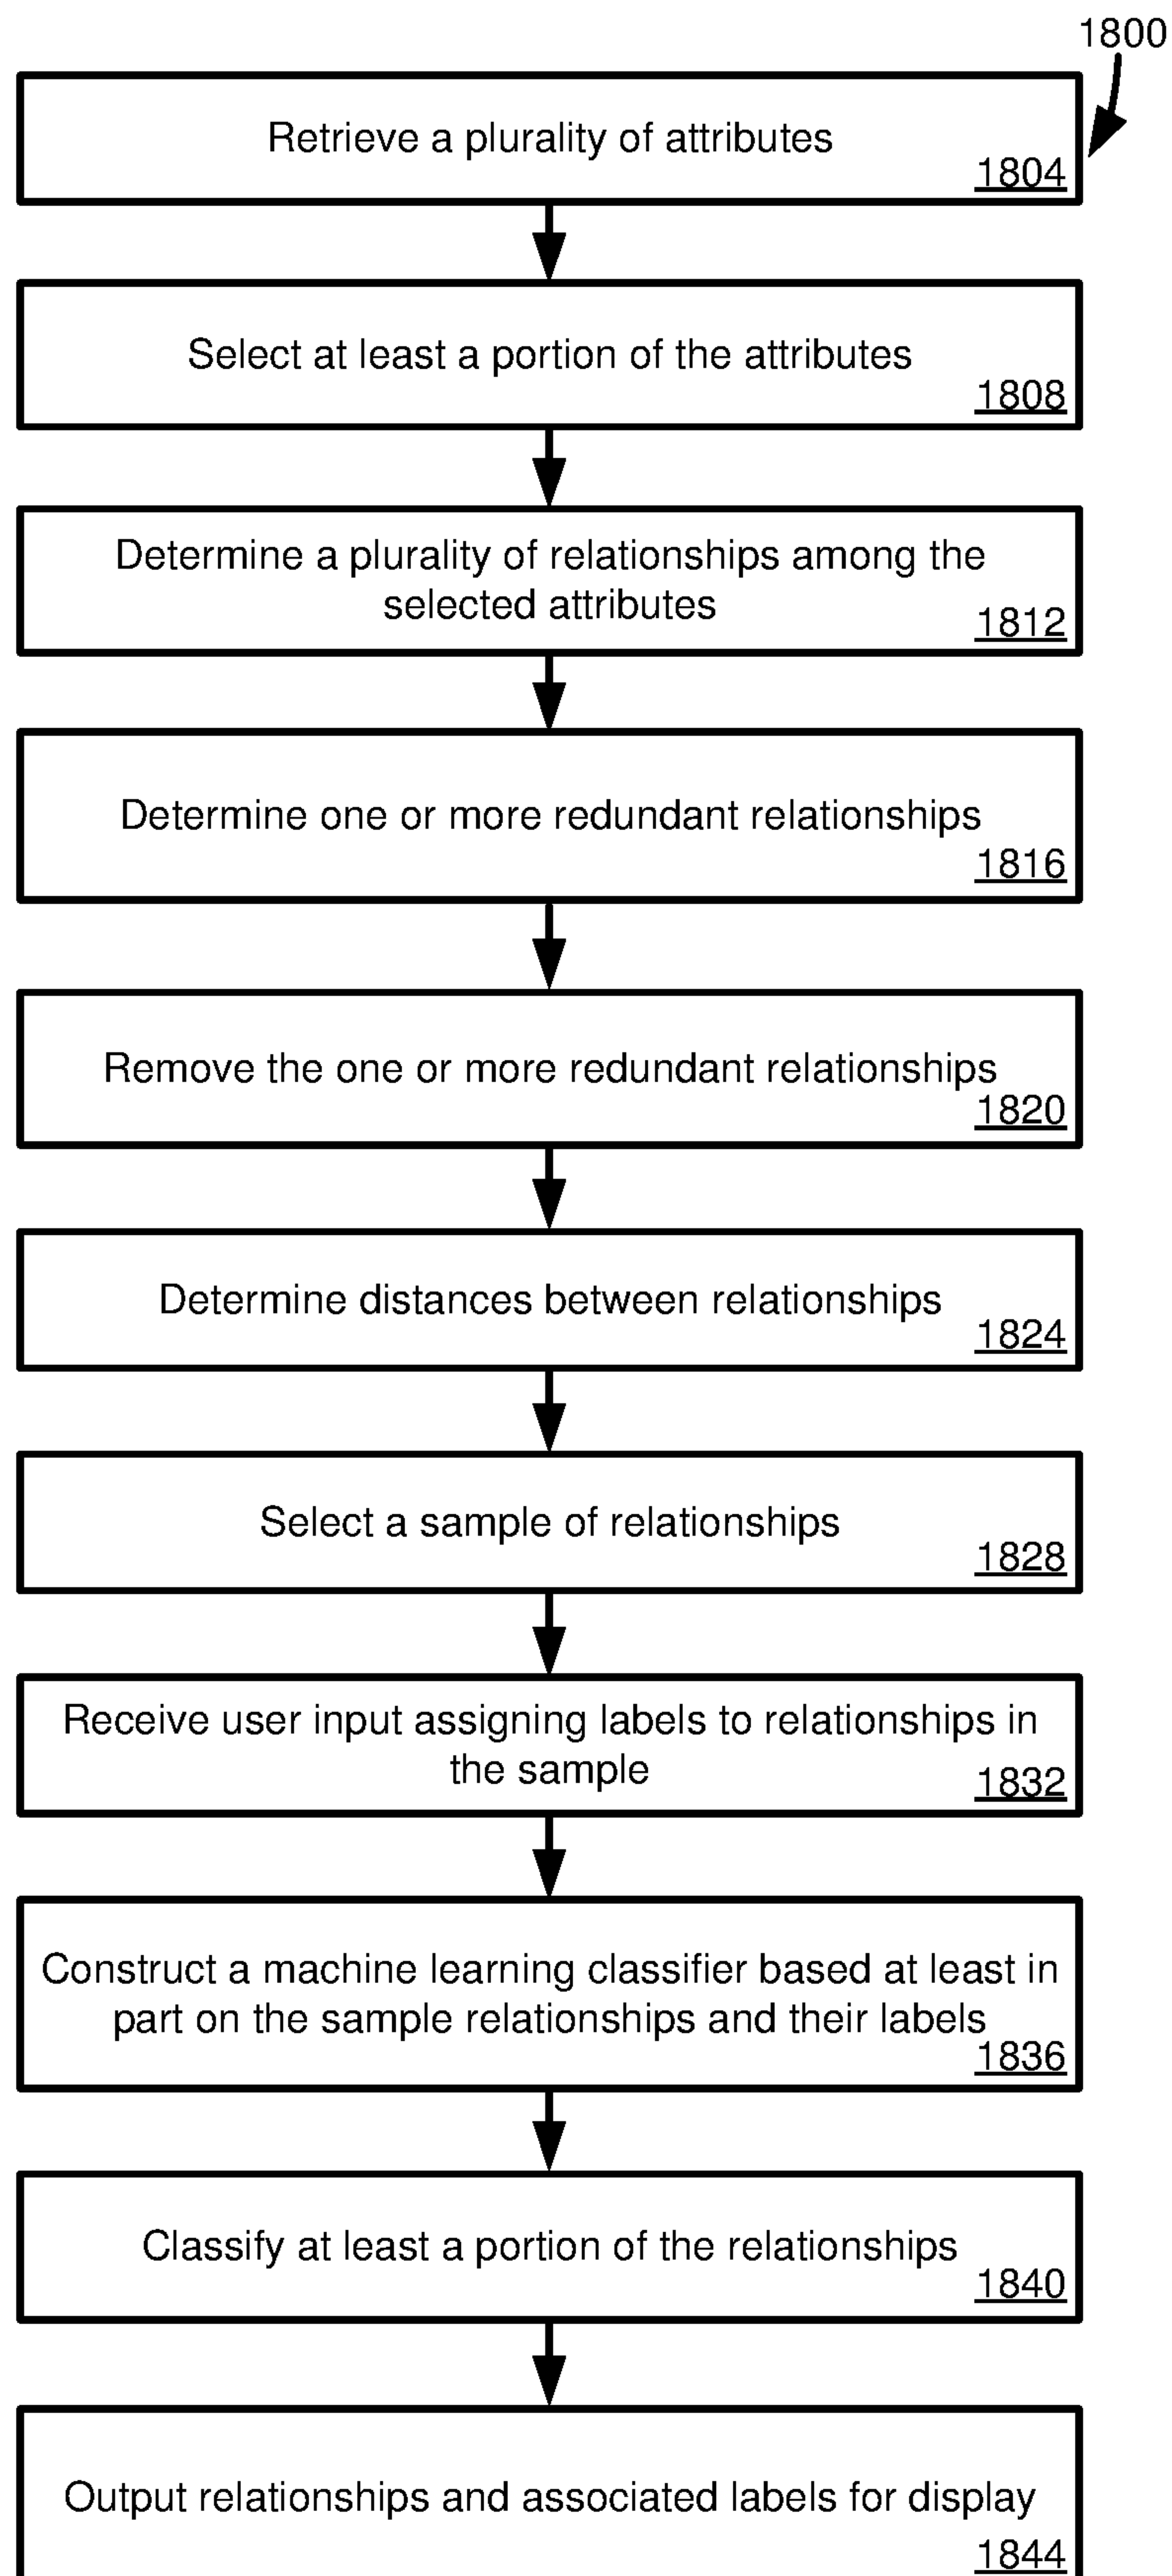 1800
Retrieve a plurality of attributes
1804
Select at least a portion of the attributes
1808
Determine a plurality of relationships among the
selected attributes
1812
Determine one or more redundant relationships
1816
Remove the one or more redundant relationships
1820
Determine distances between relationships
1824
Select a sample of relationships
1828
Receive user input assigning labels to relationships in
the sample
1832
Construct a machine learning classifier based at least in
part on the sample relationships and their labels
1836
Classify at least a portion of the relationships
1840
Output relationships and associated labels for display
1844